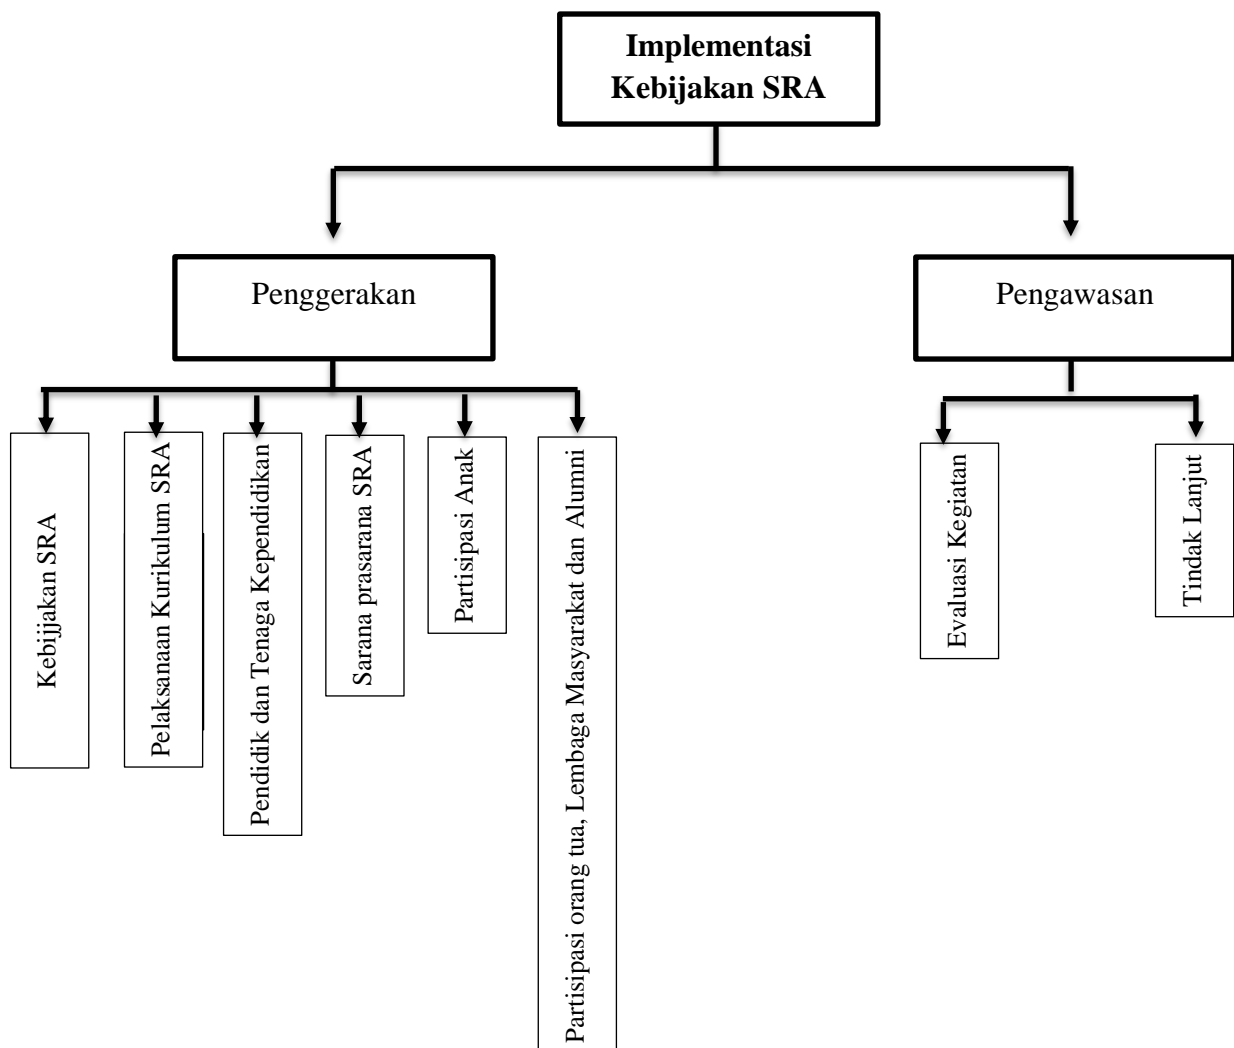 Implementasi
Kebijakan SRA
Penggerakan
Pengawasan
Kebijjakan SRA
Pelaksanaan Kurikulum SRA
Pendidik dan Tenaga Kependidikan
Sarana prasarana SRA
Partisipasi Anak
Partisipasi orang tua, Lembaga Masyarakat dan Alumni
Evaluasi Kegiatan
Tindak Lanjut